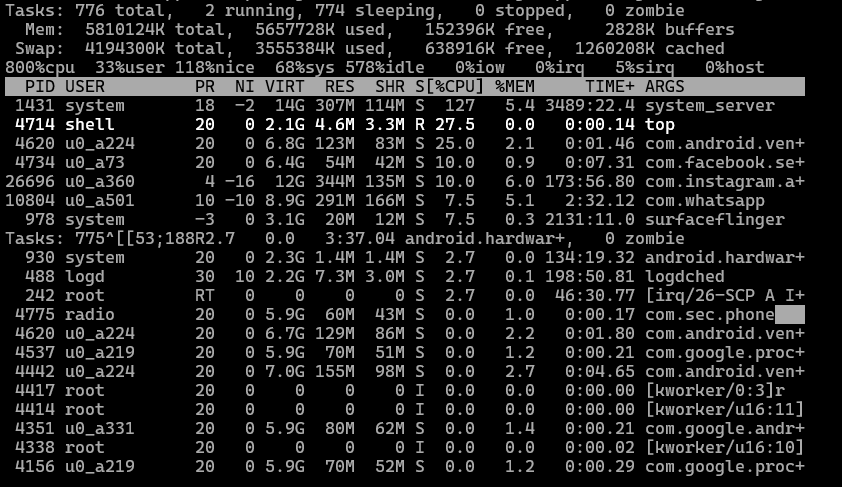 Tasks: 776 total,   2 running, 774 sleeping,   0 stopped,   0 zombie
  Mem:  5810124K total,  5657728K used,   152396K free,     2828K buffers
 Swap:  4194300K total,  3555384K used,   638916K free,  1260208K cached
800%cpu  33%user 118%nice  68%sys 578%idle   0%iow   0%irq   5%sirq   0%host
  PID USER         PR  NI VIRT  RES  SHR S[%CPU] %MEM     TIME+ ARGS
 1431 system       18  -2  14G 307M 114M S  127   5.4 3489:22.4 system_server
 4714 shell        20   0 2.1G 4.6M 3.3M R 27.5   0.0   0:00.14 top
 4620 u0_a224      20   0 6.8G 123M  83M S 25.0   2.1   0:01.46 com.android.ven+
 4734 u0_a73       20   0 6.4G  54M  42M S 10.0   0.9   0:07.31 com.facebook.se+
26696 u0_a360       4 -16  12G 344M 135M S 10.0   6.0 173:56.80 com.instagram.a+
10804 u0_a501      10 -10 8.9G 291M 166M S  7.5   5.1   2:32.12 com.whatsapp
  978 system       -3   0 3.1G  20M  12M S  7.5   0.3 2131:11.0 surfaceflinger
Tasks: 775^[[53;188R2.7   0.0   3:37.04 android.hardwar+,   0 zombie
  930 system       20   0 2.3G 1.4M 1.4M S  2.7   0.0 134:19.32 android.hardwar+
  488 logd         30  10 2.2G 7.3M 3.0M S  2.7   0.1 198:50.81 logdched
  242 root         RT   0    0    0    0 S  2.7   0.0  46:30.77 [irq/26-SCP A I+
 4775 radio        20   0 5.9G  60M  43M S  0.0   1.0   0:00.17 com.sec.phone
 4620 u0_a224      20   0 6.7G 129M  86M S  0.0   2.2   0:01.80 com.android.ven+
 4537 u0_a219      20   0 5.9G  70M  51M S  0.0   1.2   0:00.21 com.google.proc+
 4442 u0_a224      20   0 7.0G 155M  98M S  0.0   2.7   0:04.65 com.android.ven+
 4417 root         20   0    0    0    0 I  0.0   0.0   0:00.00 [kworker/0:3]r
 4414 root         20   0    0    0    0 I  0.0   0.0   0:00.00 [kworker/u16:11]
 4351 u0_a331      20   0 5.9G  80M  62M S  0.0   1.4   0:00.21 com.google.andr+
 4338 root         20   0    0    0    0 I  0.0   0.0   0:00.02 [kworker/u16:10]
 4156 u0_a219      20   0 5.9G  70M  52M S  0.0   1.2   0:00.29 com.google.proc+